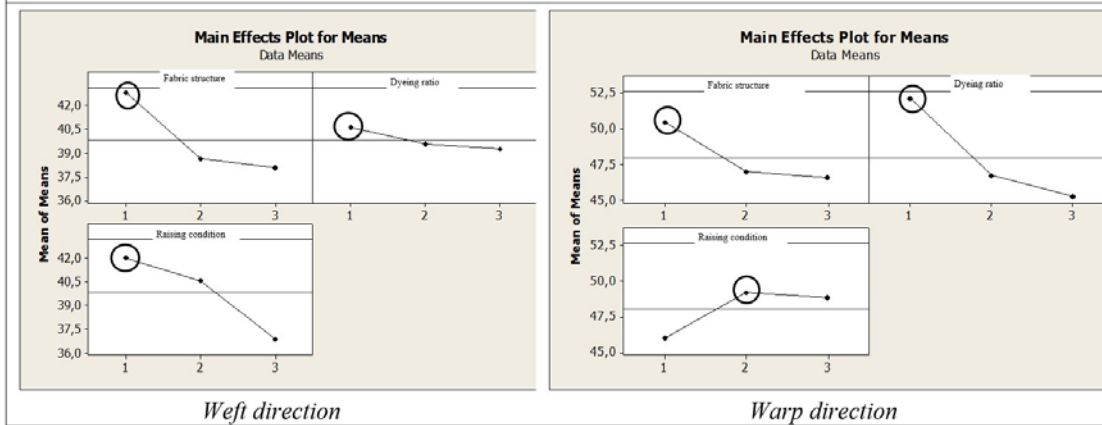 Main Effects Plot for Means
Data Means
Fabric structure
Dyeing ratio
42,0
40,5
39,0
37,5
36,0
1 2 3
1 2 3
Raising condition
42,0
40,5
39,0
37,5
36,0
1 2 3
Mean of Means
Weft direction
Main Effects Plot for Means
Data Means
Fabric structure
Dyeing ratio
52,5
50,0
47,5
45,0
1 2 3
1 2 3
Raising condition
52,5
50,0
47,5
45,0
1 2 3
Mean of Means
Warp direction